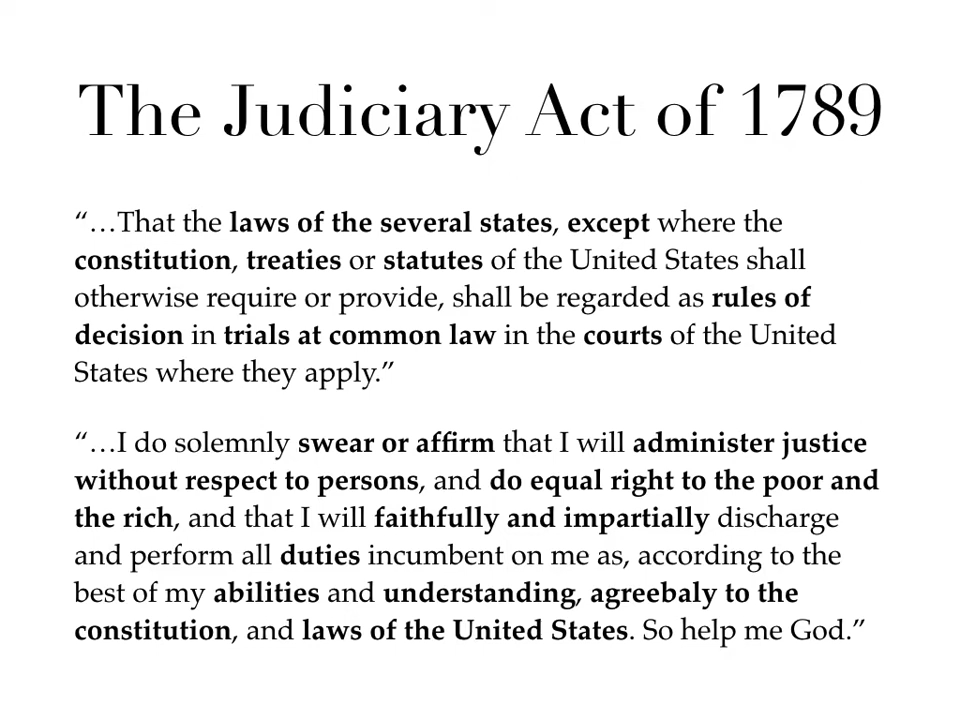 The Judiciary Act of 1789
“…That the laws of the several states, except where the
constitution, treaties or statutes of the United States shall
otherwise require or provide, shall be regarded as rules of
decision in trials at common law in the courts of the United
States where they apply.”
“…I do solemnly swear or affirm that I will administer justice
without respect to persons, and do equal right to the poor and
the rich, and that I will faithfully and impartially discharge
and perform all duties incumbent on me as, according to the
best of my abilities and understanding, agreebaly to the
constitution, and laws of the United States. So help me God.”